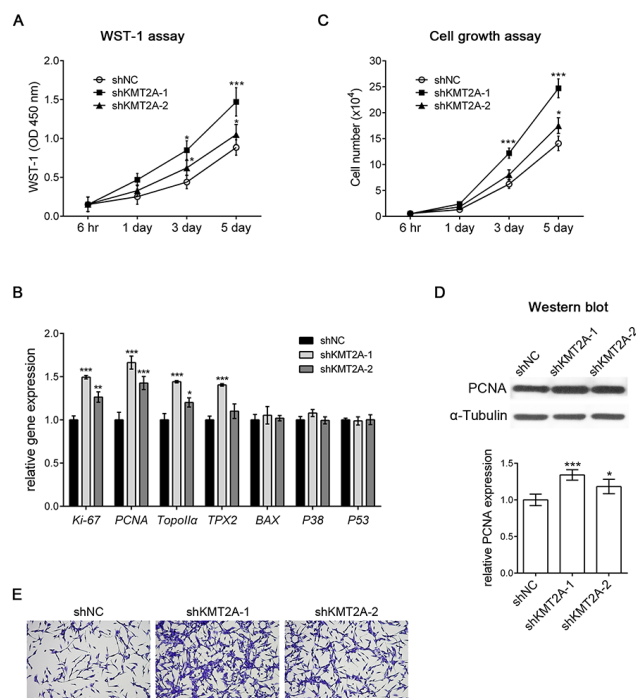 A
WST-1 assay
WST-1 (OD 450 nm)
2.0
1.5
1.0
0.5
0.0
shNC
shKMT2A-1
shKMT2A-2
*
***
*
*
6 hr
1 day
3 day
5 day
C
Cell growth assay
Cell number (x10⁴)
30
25
20
15
10
5
0
shNC
shKMT2A-1
shKMT2A-2
***
***
*
6 hr
1 day
3 day
5 day
B
relative gene expression
2.0
1.5
1.0
0.5
0.0
shNC
shKMT2A-1
shKMT2A-2
***
**
***
***
***
*
***
Ki-67
PCNA
TopoIIα
TPX2
BAX
P38
P53
D
Western blot
shNC
shKMT2A-1
shKMT2A-2
PCNA
α-Tubulin
relative PCNA expression
1.5
1.0
0.5
0.0
***
*
shNC
shKMT2A-1
shKMT2A-2
E
shNC
shKMT2A-1
shKMT2A-2